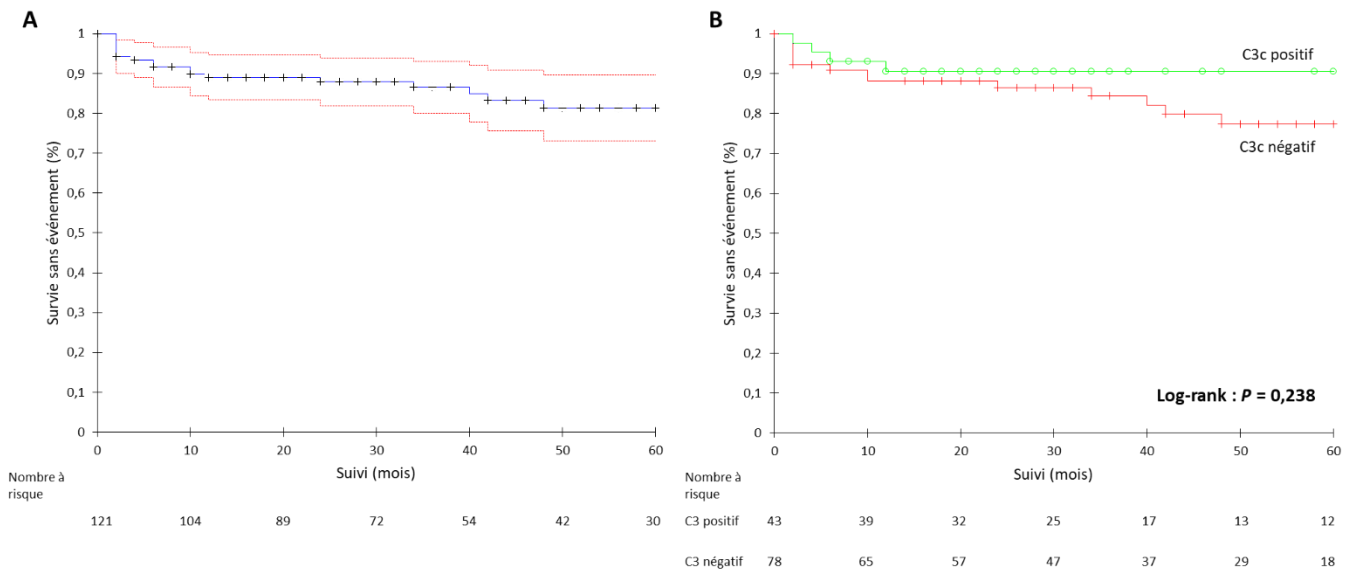 A
1
0,9
0,8
0,7
0,6
0,5
0,4
0,3
0,2
0,1
0
Survie sans événement (%)
0 10 20 30 40 50 60
Suivi (mois)
Nombre à
risque
121 104 89 72 54 42 30
B
1
0,9
0,8
0,7
0,6
0,5
0,4
0,3
0,2
0,1
0
Survie sans événement (%)
C3c positif
C3c négatif
Log-rank : P = 0,238
0 10 20 30 40 50 60
Suivi (mois)
Nombre à
risque
C3 positif 43 39 32 25 17 13 12
C3 négatif 78 65 57 47 37 29 18